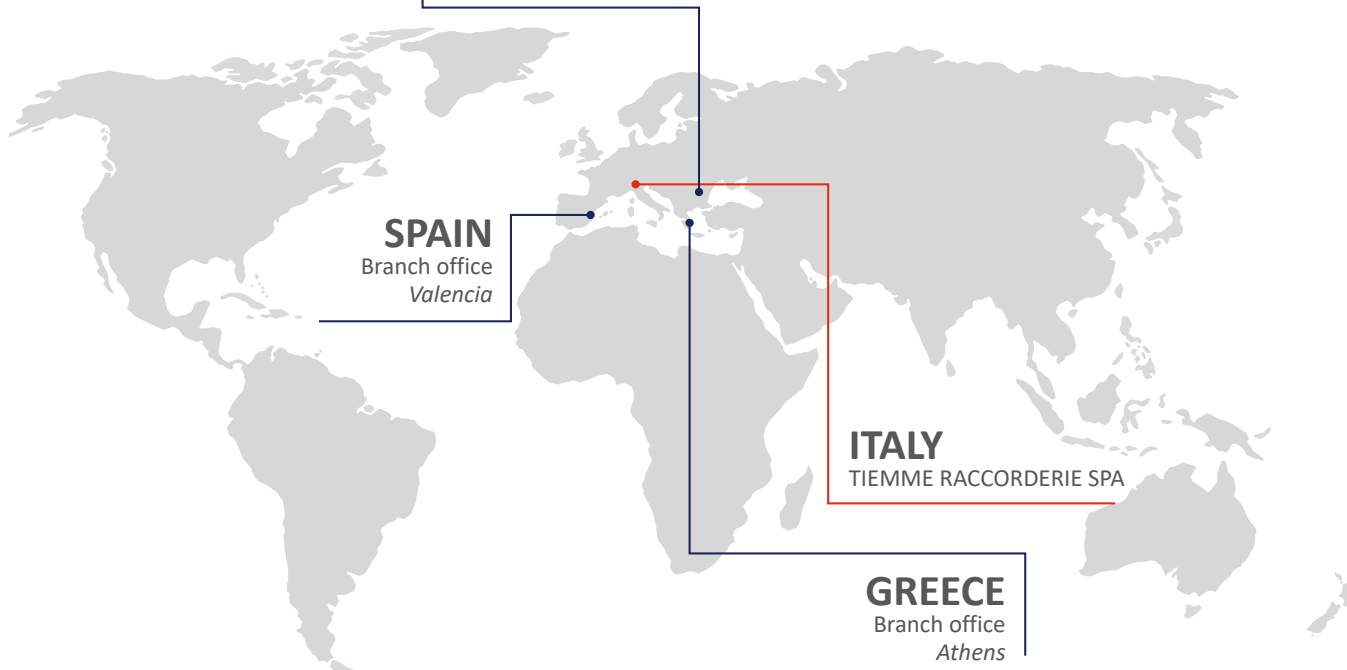 SPAIN
Branch office
Valencia
ITALY
TIEMME RACCORDERIE SPA
GREECE
Branch office
Athens